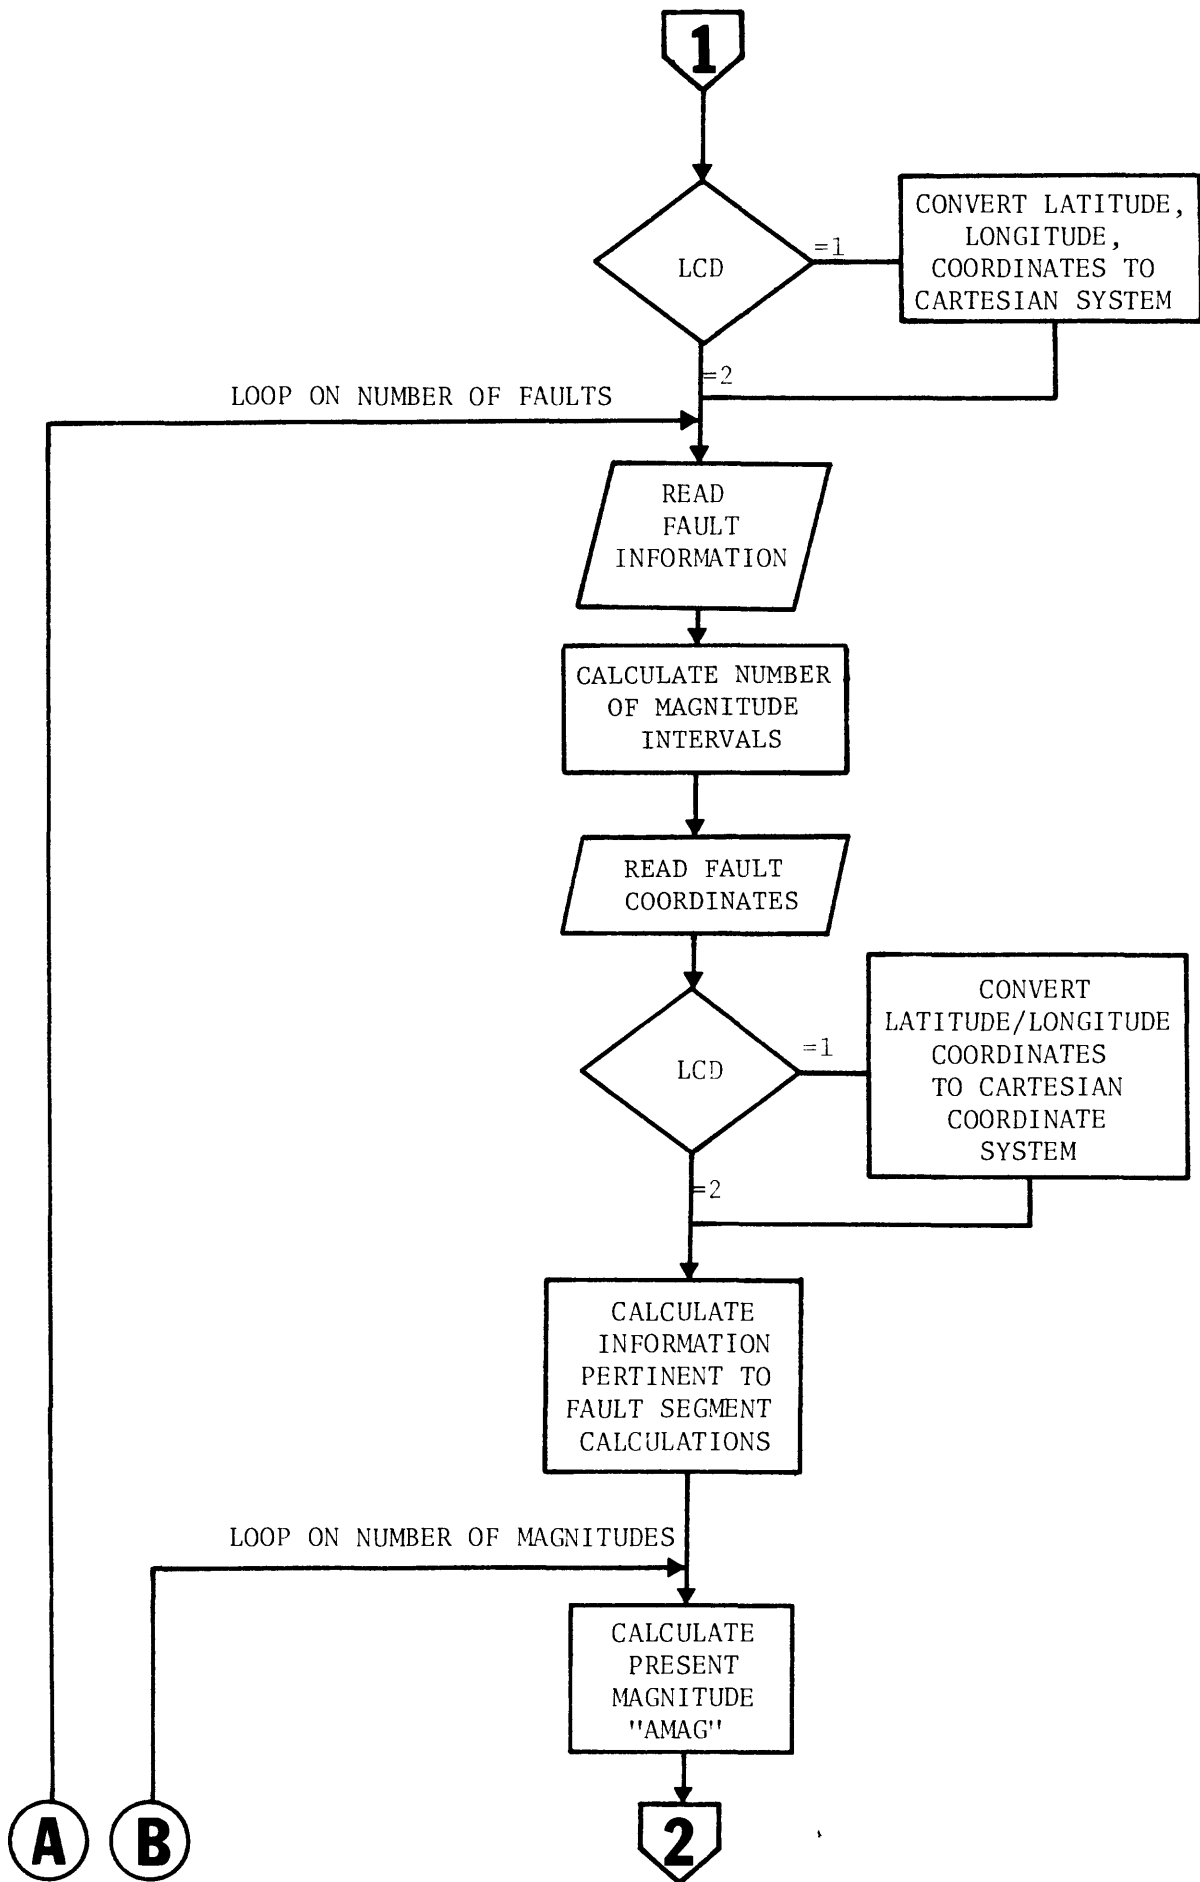 1
LCD
=1
CONVERT LATITUDE,
LONGITUDE,
COORDINATES TO
CARTESIAN SYSTEM
=2
LOOP ON NUMBER OF FAULTS
READ
FAULT
INFORMATION
CALCULATE NUMBER
OF MAGNITUDE
INTERVALS
READ FAULT
COORDINATES
LCD
=1
CONVERT
LATITUDE/LONGITUDE
COORDINATES
TO CARTESIAN
COORDINATE
SYSTEM
=2
CALCULATE
INFORMATION
PERTINENT TO
FAULT SEGMENT
CALCULATIONS
LOOP ON NUMBER OF MAGNITUDES
CALCULATE
PRESENT
MAGNITUDE
"AMAG"
A
B
2